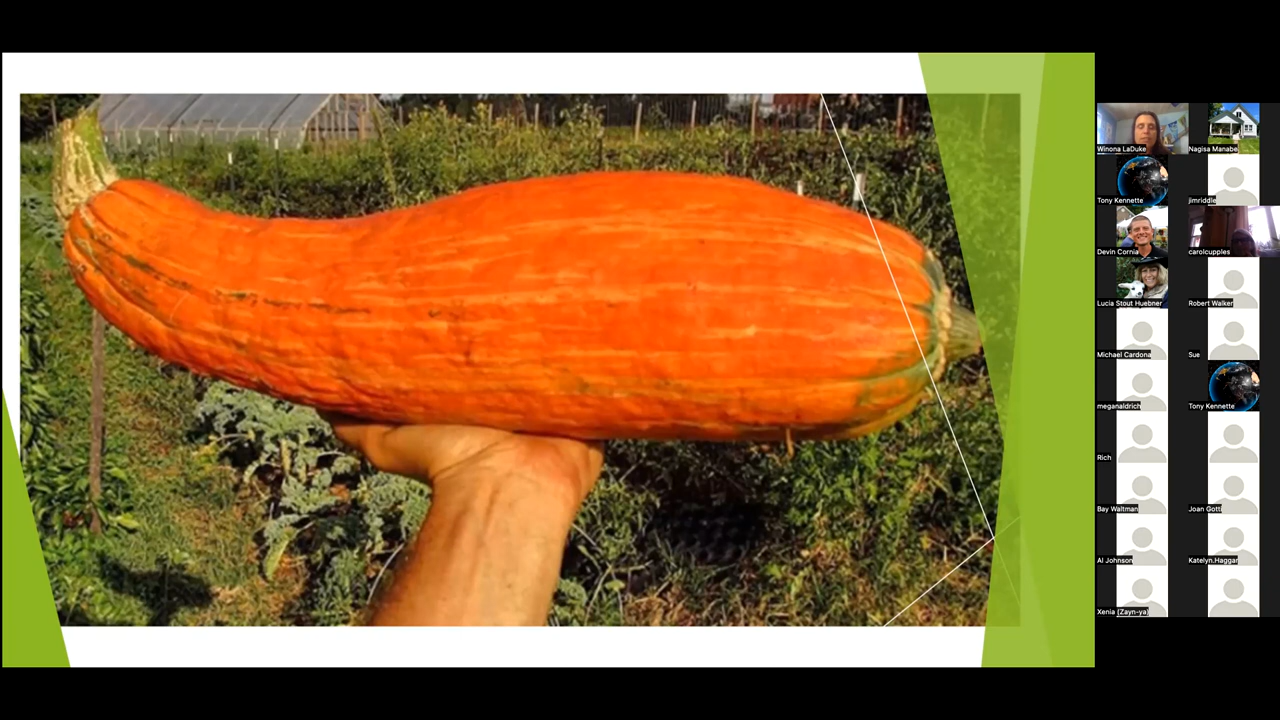 Winona LaDuke
Nagisa Manabe
Tony Kennette
jimriddle
Devin Cornia
carolcupples
Lucia Stout Huebner
Robert Walker
Michael Cardona
Sue
meganaldrich
Tony Kennette
Rich
Bay Waltman
Joan Gottl
Al Johnson
Katelyn.Haggar
Xenia (Zayn-ya)